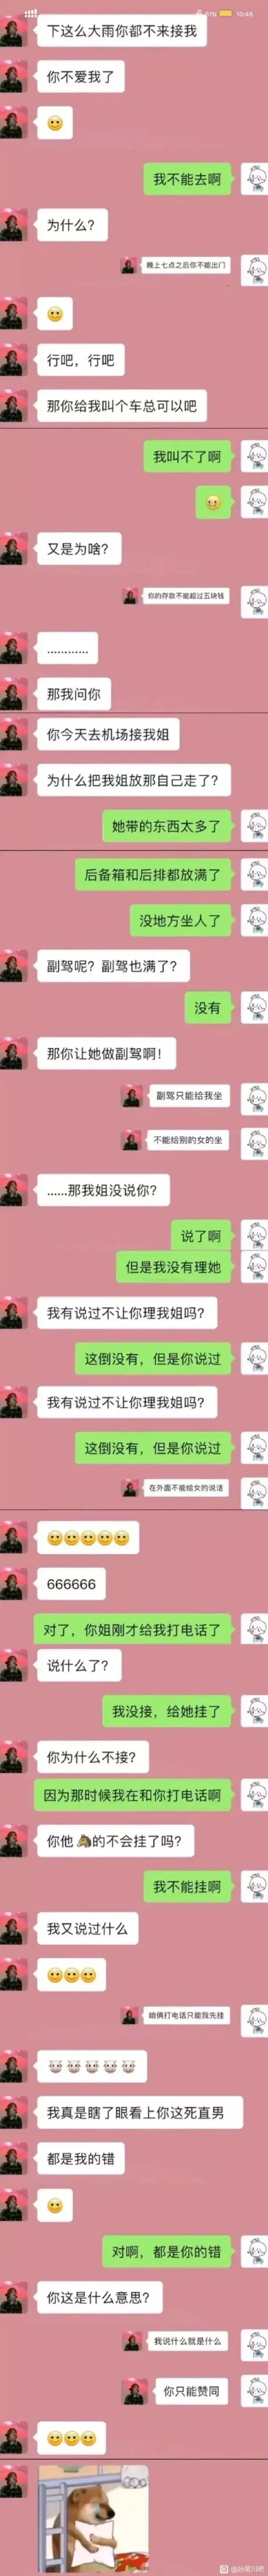 81% 10:46
下这么大雨你都不来接我
你不爱我了
我不能去啊
为什么?
晚上七点之后你不能出门
行吧，行吧
那你给我叫个车总可以吧
我叫不了啊
又是为啥?
你的存款不能超过五块钱
…………
那我问你
你今天去机场接我姐
为什么把我姐放那自己走了?
她带的东西太多了
后备箱和后排都放满了
没地方坐人了
副驾呢? 副驾也满了?
没有
那你让她做副驾啊!
副驾只能给我坐
不能给别的女的坐
……那我姐没说你?
说了啊
但是我没有理她
我有说过不让你理我姐吗?
这倒没有，但是你说过
我有说过不让你理我姐吗?
这倒没有，但是你说过
在外面不能给女的说话
666666
对了，你姐刚才给我打电话了
说什么了?
我没接，给她挂了
你为什么不接?
因为那时候我在和你打电话啊
你他🐴的不会挂了吗?
我不能挂啊
我又说过什么
咱俩打电话只能我先挂
我真是瞎了眼看上你这死直男
都是我的错
对啊，都是你的错
你这是什么意思?
我说什么就是什么
你只能赞同
@孙笑川吧